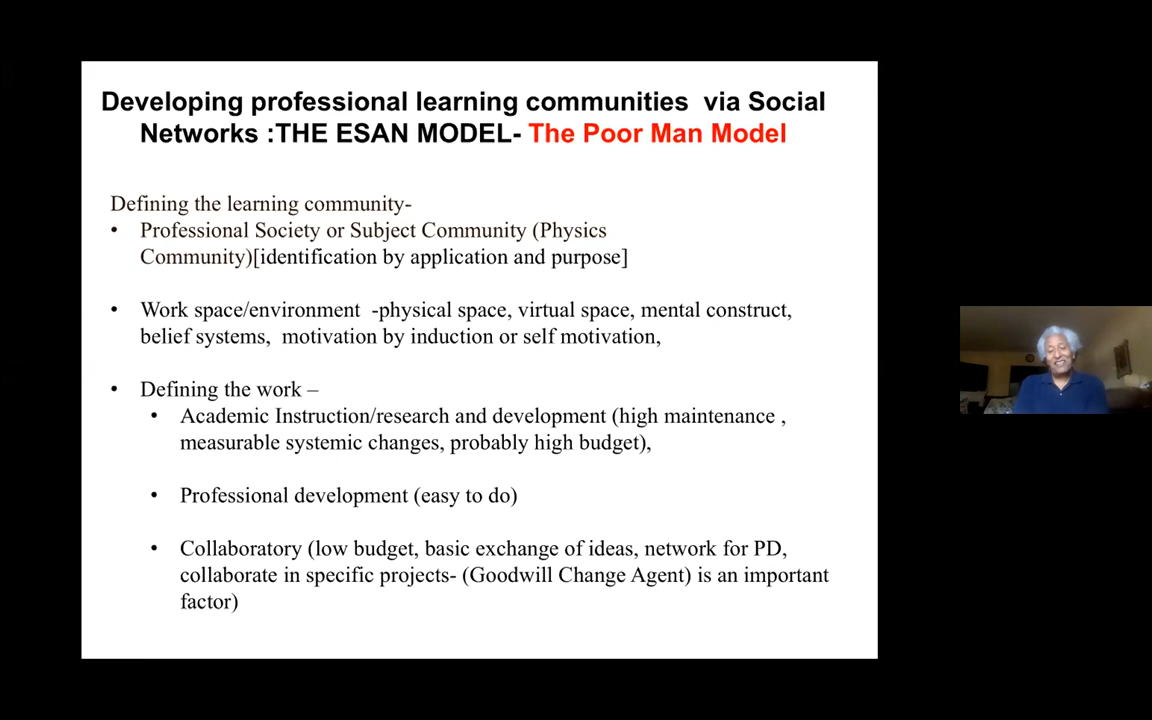 Developing professional learning communities via Social
Networks :THE ESAN MODEL- The Poor Man Model
Defining the learning community-
• Professional Society or Subject Community (Physics
Community)[identification by application and purpose]
• Work space/environment -physical space, virtual space, mental construct,
belief systems, motivation by induction or self motivation,
• Defining the work –
• Academic Instruction/research and development (high maintenance ,
measurable systemic changes, probably high budget),
• Professional development (easy to do)
• Collaboratory (low budget, basic exchange of ideas, network for PD,
collaborate in specific projects- (Goodwill Change Agent) is an important
factor)